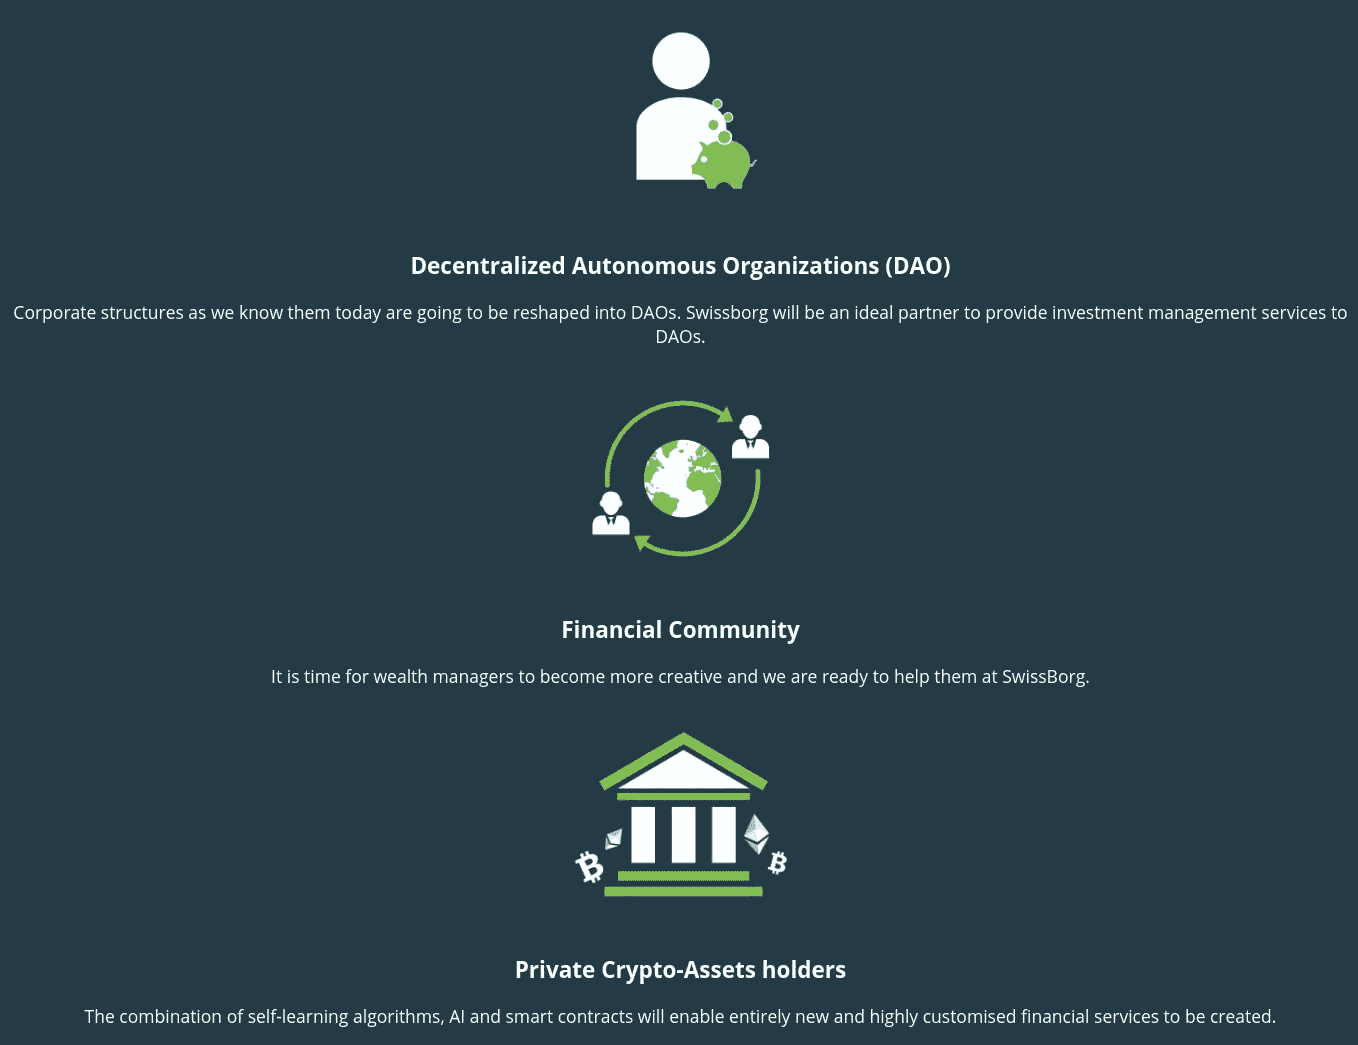 Decentralized Autonomous Organizations (DAO)
Corporate structures as we know them today are going to be reshaped into DAOs. Swissborg will be an ideal partner to provide investment management services to
DAOs.
Financial Community
It is time for wealth managers to become more creative and we are ready to help them at SwissBorg.
Private Crypto-Assets holders
The combination of self-learning algorithms, AI and smart contracts will enable entirely new and highly customised financial services to be created.